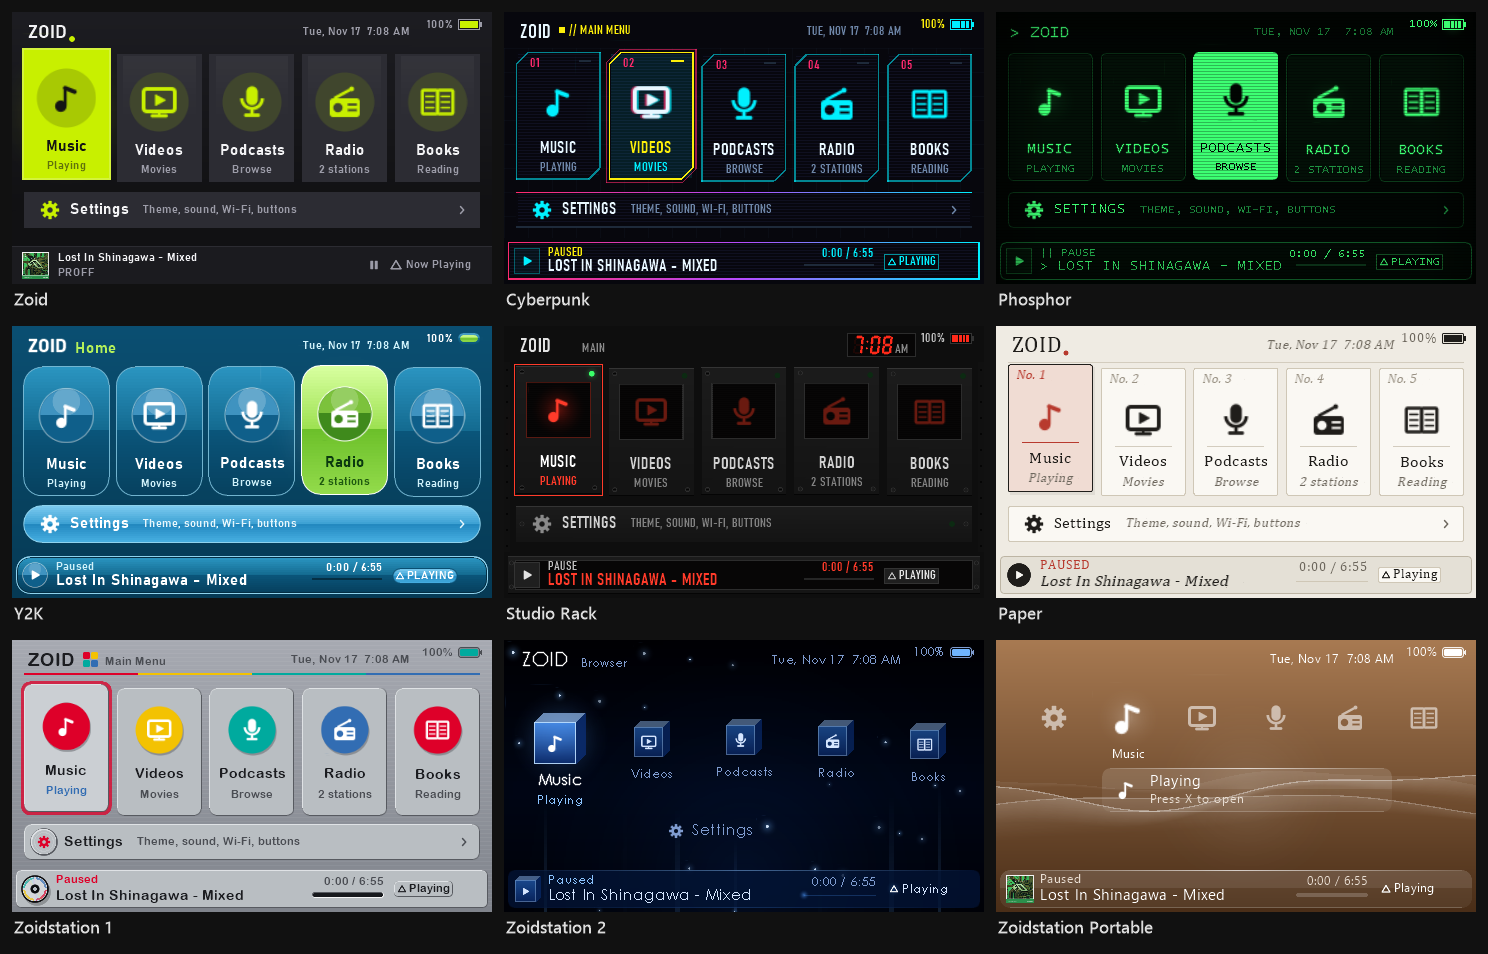 ZOID. Tue, Nov 17 7:08 AM 100%
Music Videos Podcasts Radio Books
Playing Movies Browse 2 stations Reading
Settings Theme, sound, Wi-Fi, buttons
Lost In Shinagawa - Mixed
PROFF
Now Playing
Zoid
ZOID // MAIN MENU TUE, NOV 17 7:08 AM 100%
01 02 03 04 05
MUSIC VIDEOS PODCASTS RADIO BOOKS
PLAYING MOVIES BROWSE 2 STATIONS READING
SETTINGS THEME, SOUND, WI-FI, BUTTONS
PAUSED
LOST IN SHINAGAWA - MIXED
0:00 / 6:55 PLAYING
Cyberpunk
> ZOID TUE, NOV 17 7:08 AM 100%
MUSIC VIDEOS PODCASTS RADIO BOOKS
PLAYING MOVIES BROWSE 2 STATIONS READING
SETTINGS THEME, SOUND, WI-FI, BUTTONS
|| PAUSE
> LOST IN SHINAGAWA - MIXED
0:00 / 6:55 PLAYING
Phosphor
ZOID Home Tue, Nov 17 7:08 AM 100%
Music Videos Podcasts Radio Books
Playing Movies Browse 2 stations Reading
Settings Theme, sound, Wi-Fi, buttons
Paused
Lost In Shinagawa - Mixed
0:00 / 6:55 PLAYING
Y2K
ZOID MAIN 7:08 AM 100%
MUSIC VIDEOS PODCASTS RADIO BOOKS
PLAYING MOVIES BROWSE 2 STATIONS READING
SETTINGS THEME, SOUND, WI-FI, BUTTONS
PAUSE
LOST IN SHINAGAWA - MIXED
0:00 / 6:55 PLAYING
Studio Rack
ZOID. Tue, Nov 17 7:08 AM 100%
No. 1 No. 2 No. 3 No. 4 No. 5
Music Videos Podcasts Radio Books
Playing Movies Browse 2 stations Reading
Settings Theme, sound, Wi-Fi, buttons
PAUSED
Lost In Shinagawa - Mixed
0:00 / 6:55 Playing
Paper
ZOID Main Menu Tue, Nov 17 7:08 AM 100%
Music Videos Podcasts Radio Books
Playing Movies Browse 2 stations Reading
Settings Theme, sound, Wi-Fi, buttons
Paused
Lost In Shinagawa - Mixed
0:00 / 6:55 Playing
Zoidstation 1
ZOID Browser Tue, Nov 17 7:08 AM 100%
Music Videos Podcasts Radio Books
Playing
Settings
Paused
Lost In Shinagawa - Mixed
0:00 / 6:55 Playing
Zoidstation 2
Tue, Nov 17 7:08 AM 100%
Music
Playing
Press X to open
Paused
Lost In Shinagawa - Mixed
0:00 / 6:55 Playing
Zoidstation Portable